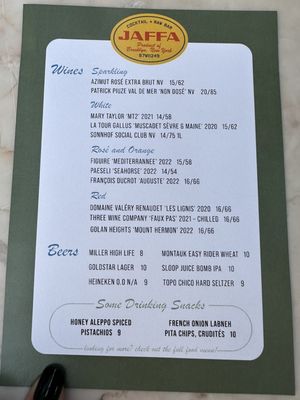 COCKTAIL + RAW BAR
JAFFA
Product of
Brooklyn, New York
Wines
Sparkling
AZIMUT ROSÉ EXTRA BRUT NV 15/62
PATRICK PIUZE VAL DE MER 'NON DOSÉ' NV 20/85
White
MARY TAYLOR 'MTZ' 2021 14/58
LA TOUR GALLUS 'MUSCADET SÈVRE & MAINE' 2020 15/62
SONNHOF SOCIAL CLUB NV 14/75 1L
Rosé and Orange
FIGUIRE 'MEDITERRANNEE' 2022 15/58
PAESELI 'SEAHORSE' 2022 14/54
FRANÇOIS DUCROT 'AUGUSTE' 2022 16/66
Red
DOMAINE VALÉRY RENAUDET 'LES LIGNIS' 2020 16/66
THREE WINE COMPANY 'FAUX PAS' 2021 - CHILLED 16/66
GOLAN HEIGHTS 'MOUNT HERMON' 2022 16/66
Beers
MILLER HIGH LIFE 8
MONTAUK EASY RIDER WHEAT 10
GOLDSTAR LAGER 10
SLOOP JUICE BOMB IPA 10
HEINEKEN 0.0 N/A 9
TOPO CHICO HARD SELTZER 9
Some Drinking Snacks
HONEY ALEPPO SPICED
PISTACHIOS 9
FRENCH ONION LABNEH
PITA CHIPS, CRUDITÉS 10
looking for more? check out the full food menu!